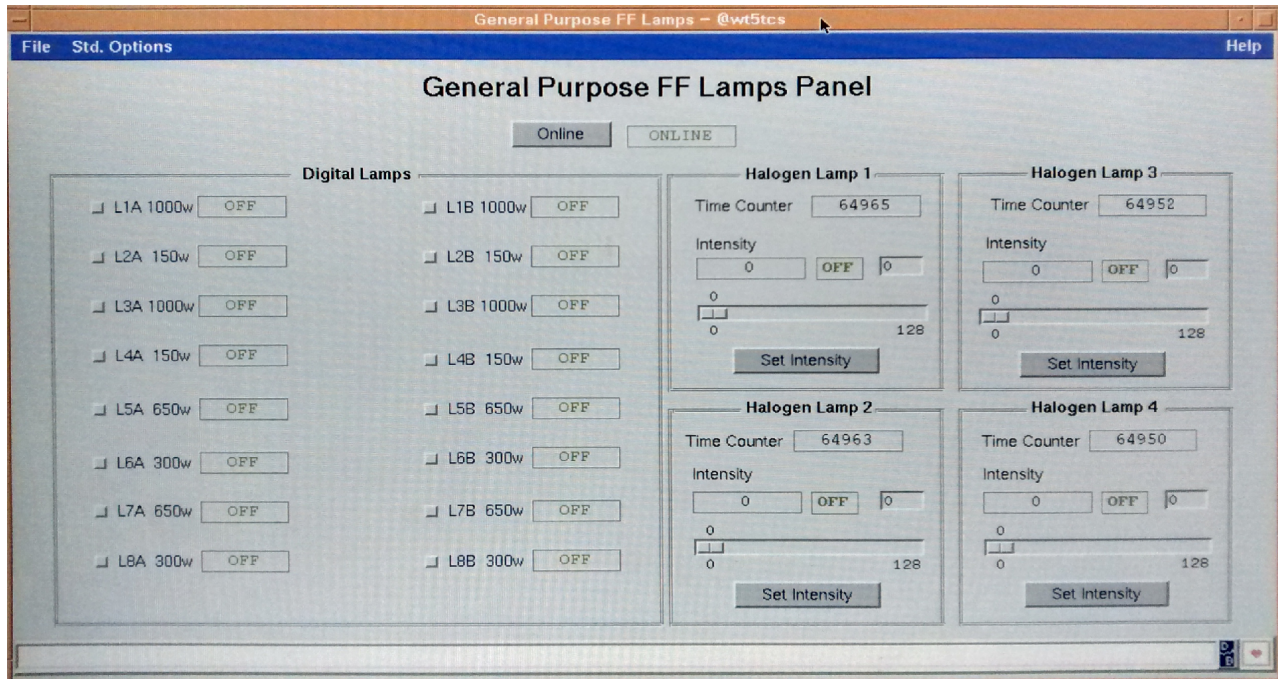 General Purpose FF Lamps – @wt5tcs
File Std. Options Help
General Purpose FF Lamps Panel
Online ONLINE
Digital Lamps
L1A 1000w OFF L1B 1000w OFF
L2A 150w OFF L2B 150w OFF
L3A 1000w OFF L3B 1000w OFF
L4A 150w OFF L4B 150w OFF
L5A 650w OFF L5B 650w OFF
L6A 300w OFF L6B 300w OFF
L7A 650w OFF L7B 650w OFF
L8A 300w OFF L8B 300w OFF
Halogen Lamp 1
Time Counter 64965
Intensity
0 OFF 0
0
0 128
Set Intensity
Halogen Lamp 3
Time Counter 64952
Intensity
0 OFF 0
0
0 128
Set Intensity
Halogen Lamp 2
Time Counter 64963
Intensity
0 OFF 0
0
0 128
Set Intensity
Halogen Lamp 4
Time Counter 64950
Intensity
0 OFF 0
0
0 128
Set Intensity